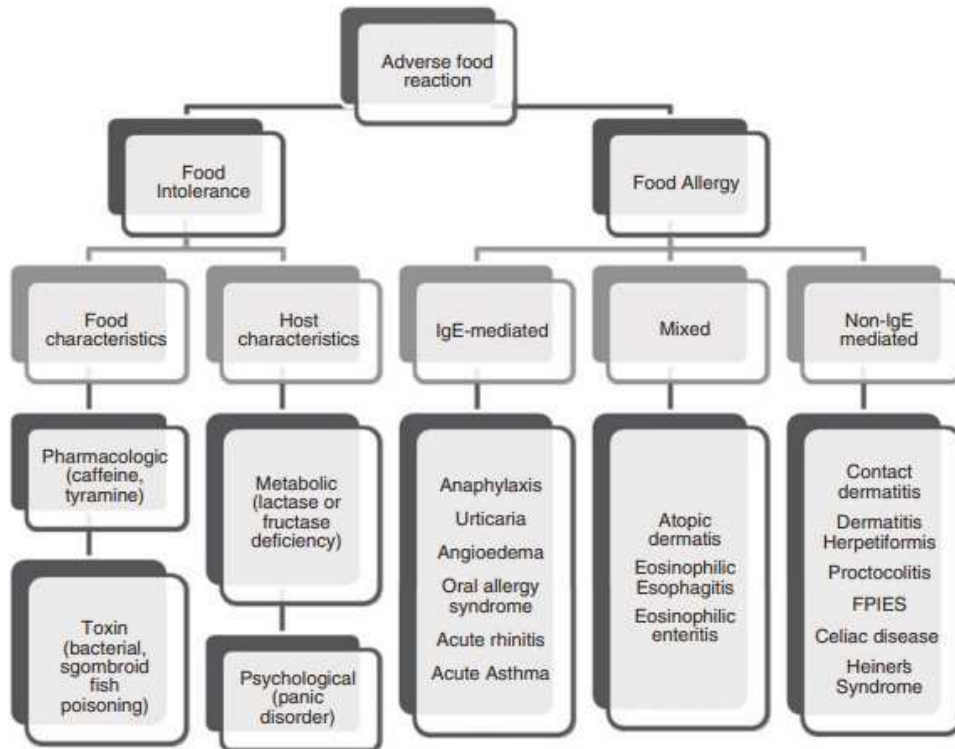 Adverse food
reaction
Food
Intolerance
Food Allergy
Food
characteristics
Host
characteristics
IgE-mediated
Mixed
Non-IgE
mediated
Pharmacologic
(caffeine,
tyramine)
Toxin
(bacterial,
sgombroid
fish
poisoning)
Metabolic
(lactase or
fructase
deficiency)
Psychological
(panic
disorder)
Anaphylaxis
Urticaria
Angioedema
Oral allergy
syndrome
Acute rhinitis
Acute Asthma
Atopic
dermatis
Eosinophilic
Esophagitis
Eosinophilic
enteritis
Contact
dermatitis
Dermatitis
Herpetiformis
Proctocolitis
FPIES
Celiac disease
Heiner's
Syndrome